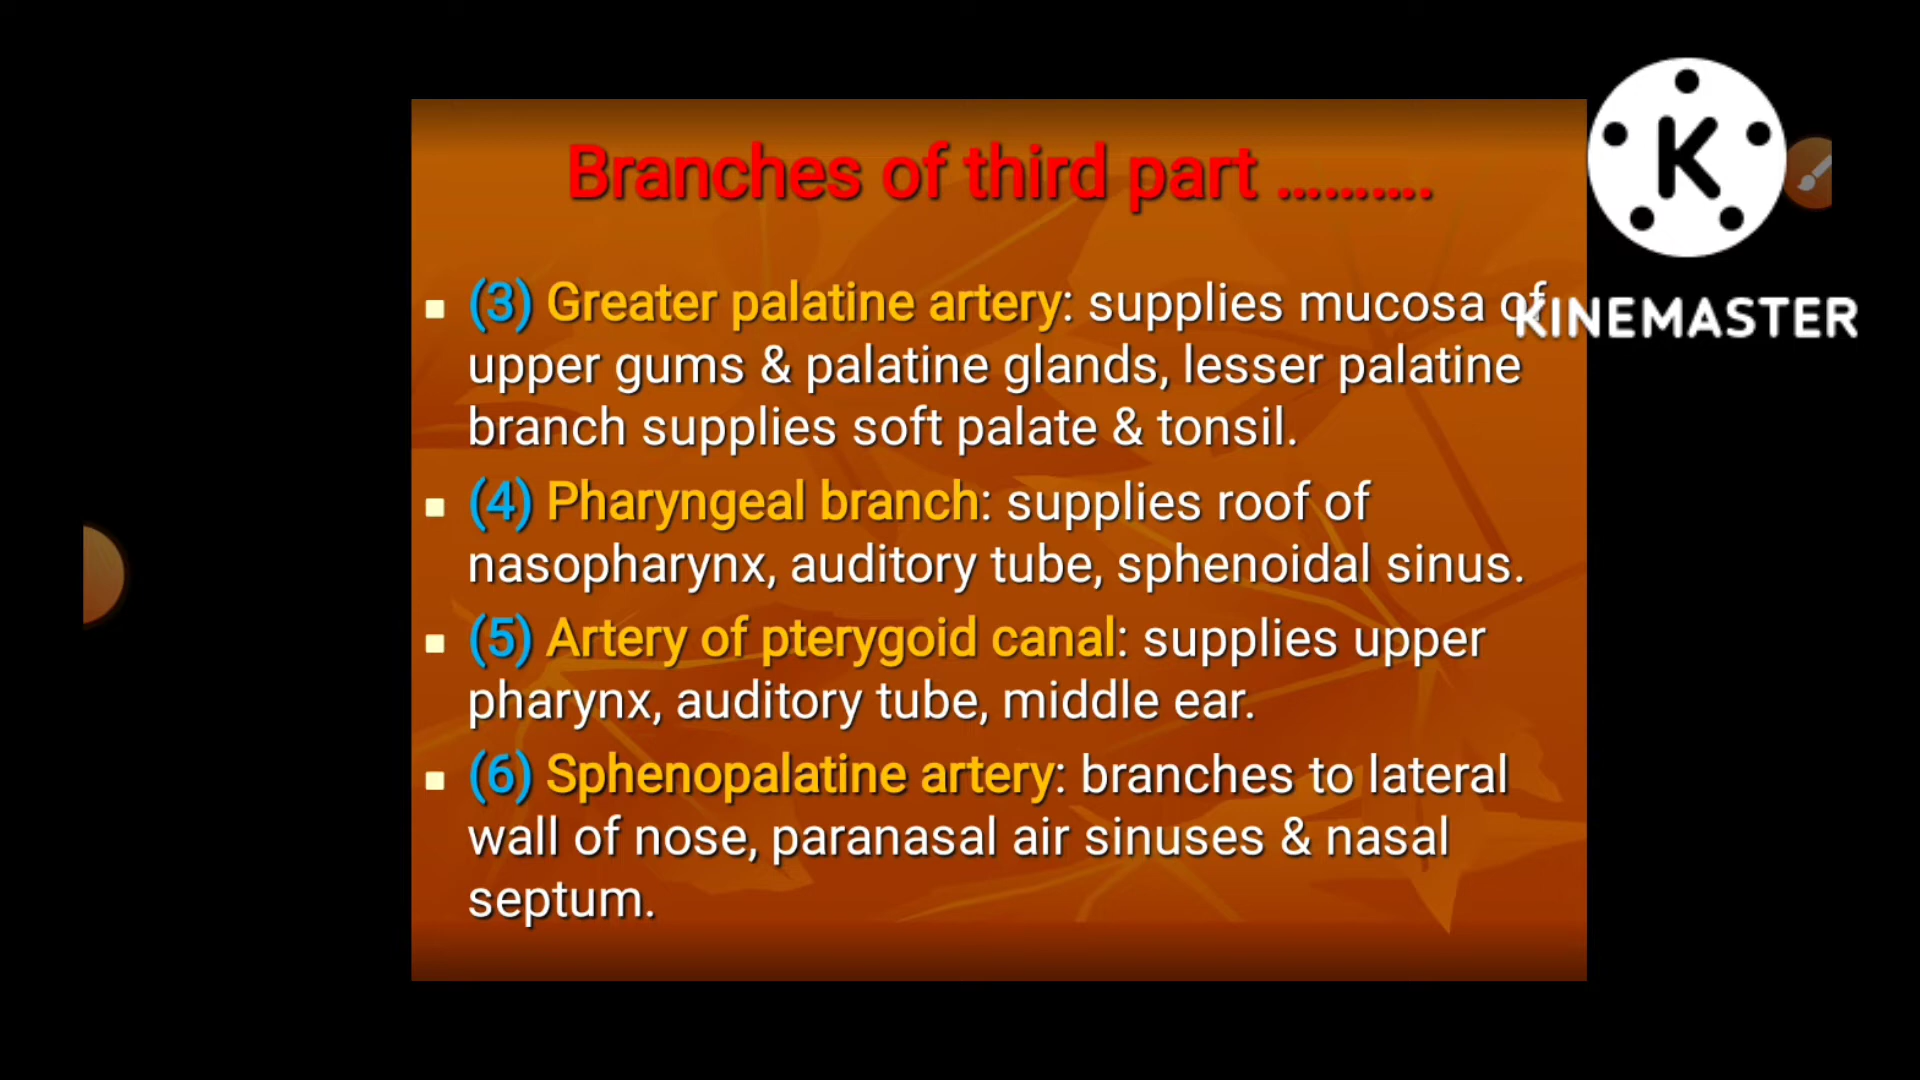 Branches of third part ..........
(3) Greater palatine artery: supplies mucosa of
upper gums & palatine glands, lesser palatine
branch supplies soft palate & tonsil.
(4) Pharyngeal branch: supplies roof of
nasopharynx, auditory tube, sphenoidal sinus.
(5) Artery of pterygoid canal: supplies upper
pharynx, auditory tube, middle ear.
(6) Sphenopalatine artery: branches to lateral
wall of nose, paranasal air sinuses & nasal
septum.
K
KINEMASTER